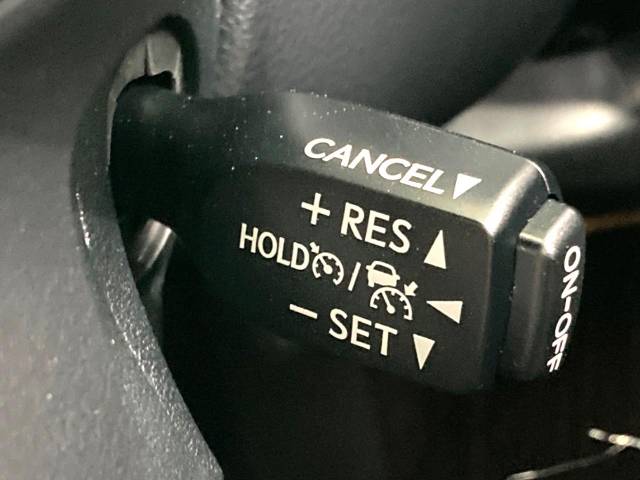 CANCEL▼
+ RES ▲
HOLD / ◀
− SET ▼
ON–OFF